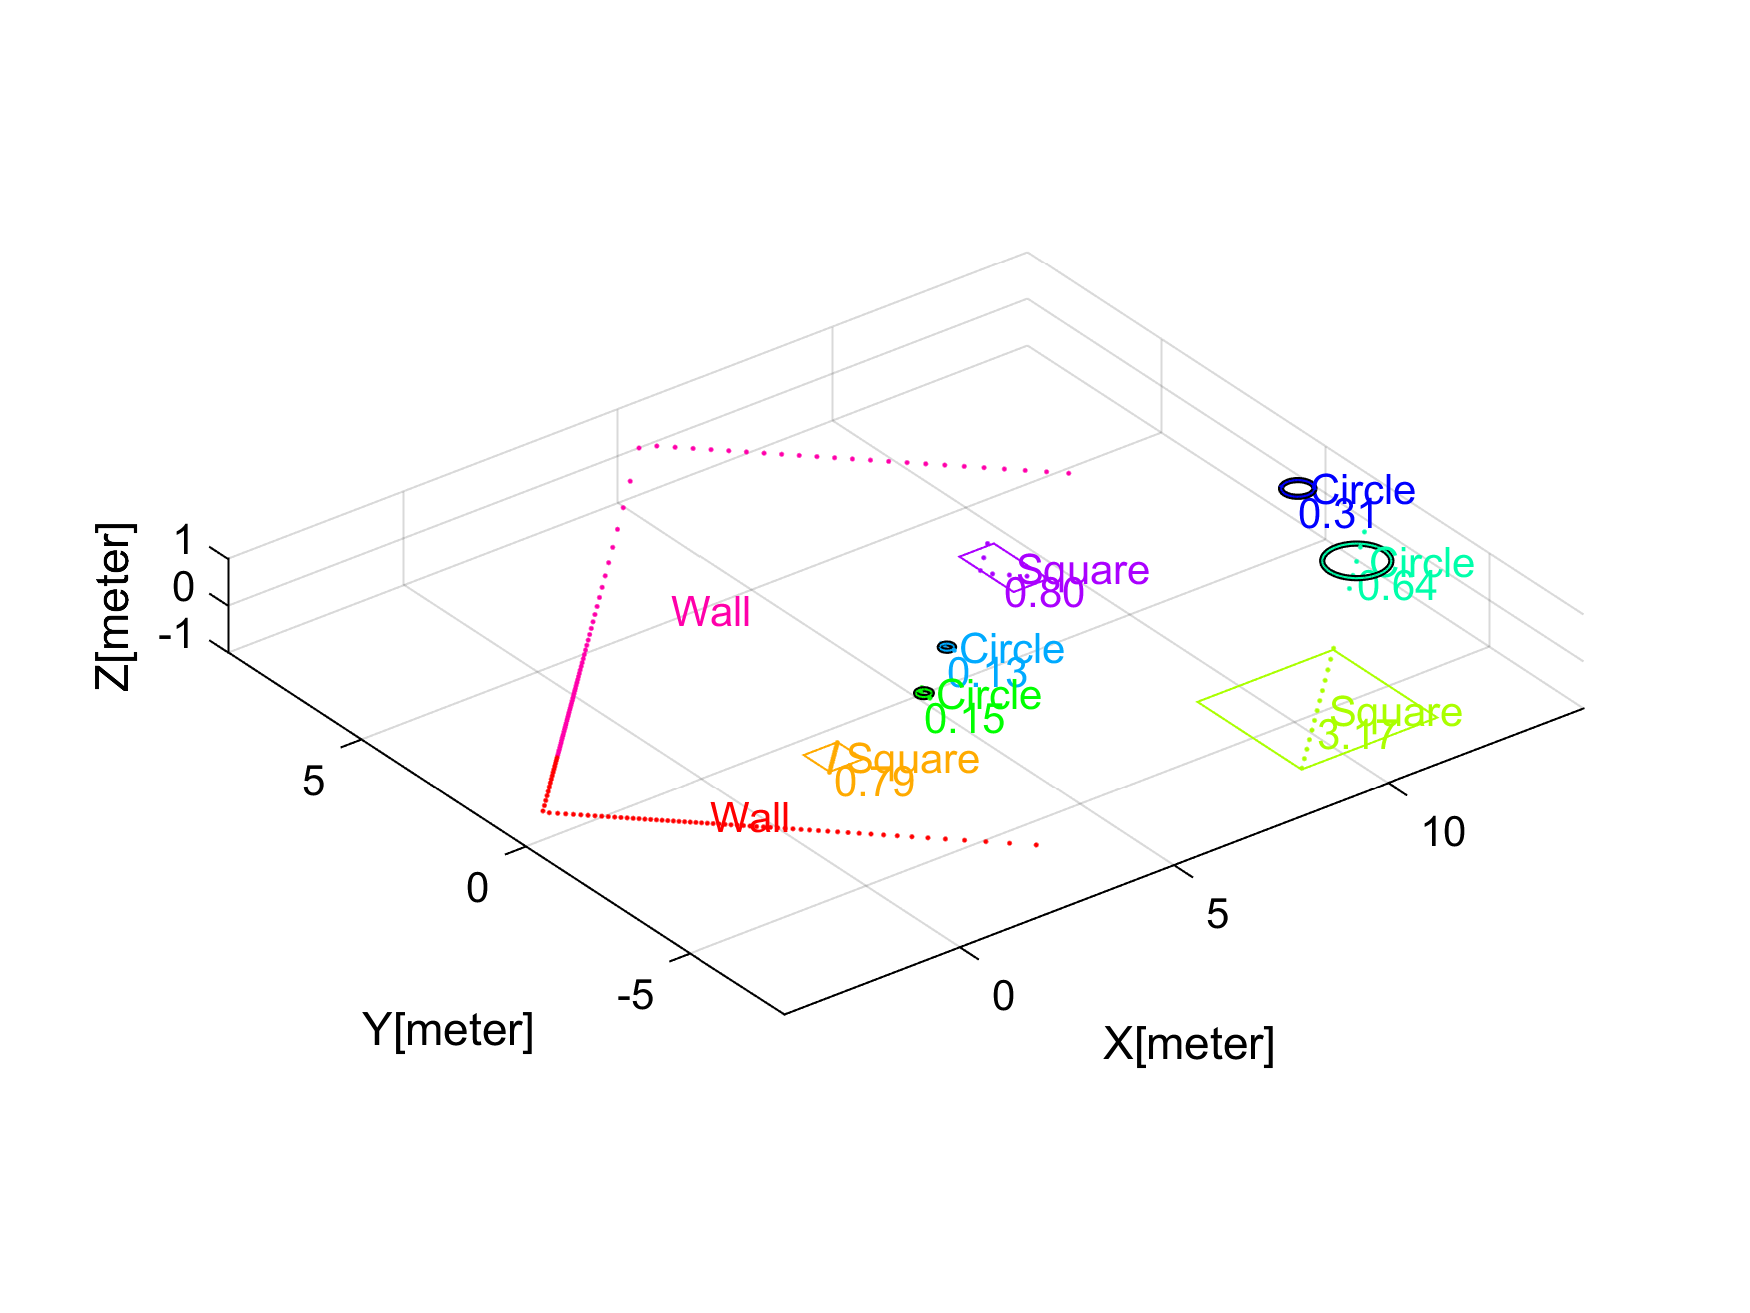 Circle
0.31
Circle
0.64
Square
0.80
Wall
Circle
0.13
Circle
0.15
Square
3.17
Square
0.79
Wall
1
0
-1
Z[meter]
5
0
-5
Y[meter]
0
5
10
X[meter]